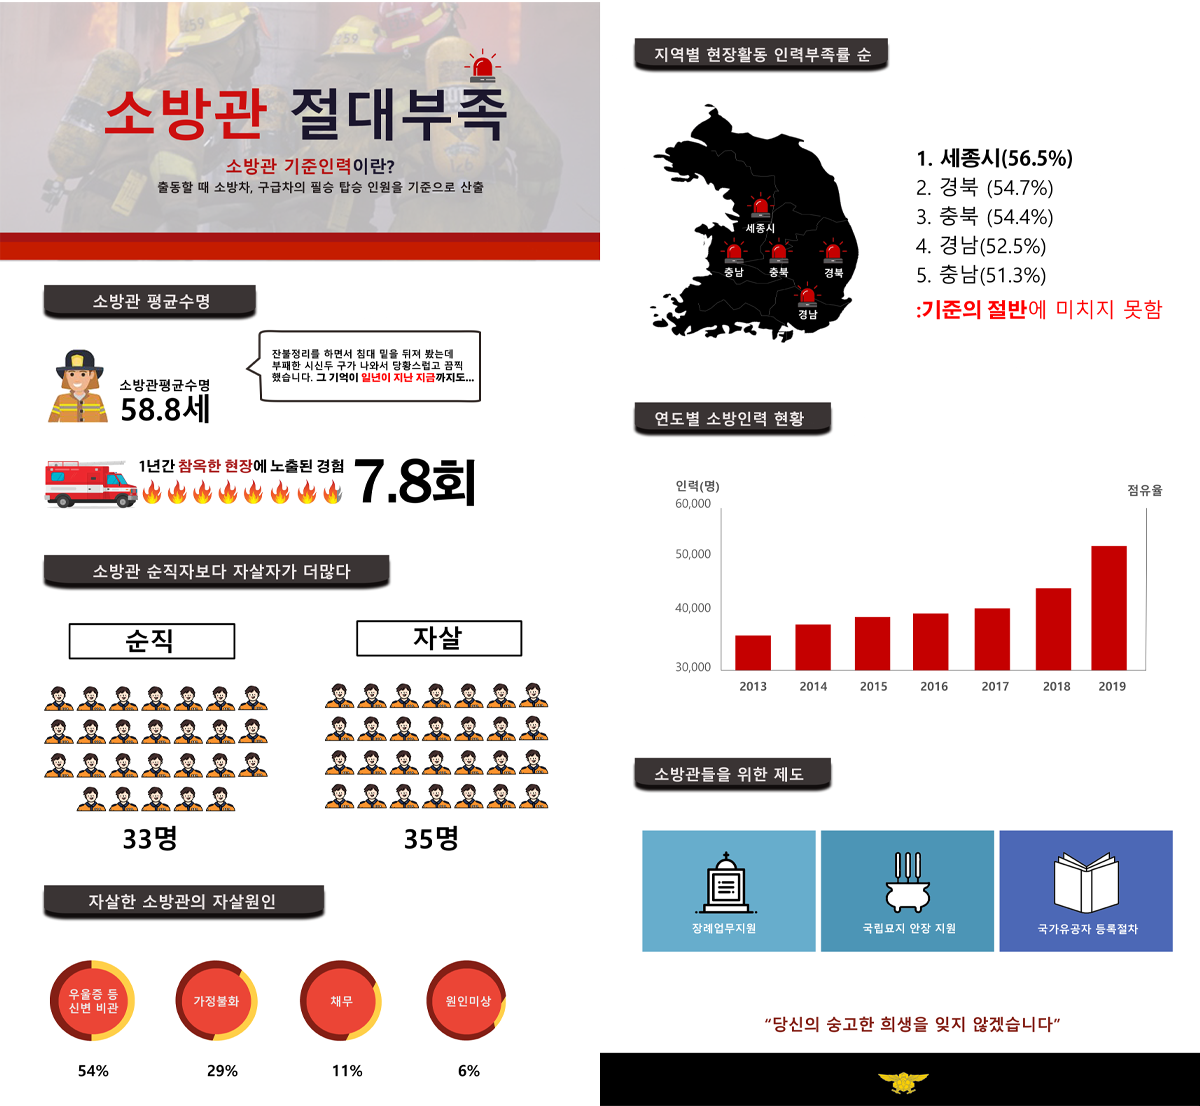 소방관 절대부족
소방관 기준인력이란?
출동할 때 소방차, 구급차의 필승 탑승 인원을 기준으로 산출
소방관 평균수명
소방관평균수명
58.8세
잔불정리를 하면서 침대 밑을 뒤져 봤는데
부패한 시신두 구가 나와서 당황스럽고 끔찍
했습니다. 그 기억이 일년이 지난 지금까지도...
1년간 참옥한 현장에 노출된 경험
7.8회
소방관 순직자보다 자살자가 더많다
순직
자살
33명
35명
자살한 소방관의 자살원인
우울증 등
신변 비관
가정불화
채무
원인미상
54%
29%
11%
6%
지역별 현장활동 인력부족률 순
세종시
충남
충북
경북
경남
1. 세종시(56.5%)
2. 경북 (54.7%)
3. 충북 (54.4%)
4. 경남(52.5%)
5. 충남(51.3%)
:기준의 절반에 미치지 못함
연도별 소방인력 현황
인력(명)
점유율
60,000
50,000
40,000
30,000
2013
2014
2015
2016
2017
2018
2019
소방관들을 위한 제도
장례업무지원
국립묘지 안장 지원
국가유공자 등록절차
“당신의 숭고한 희생을 잊지 않겠습니다”